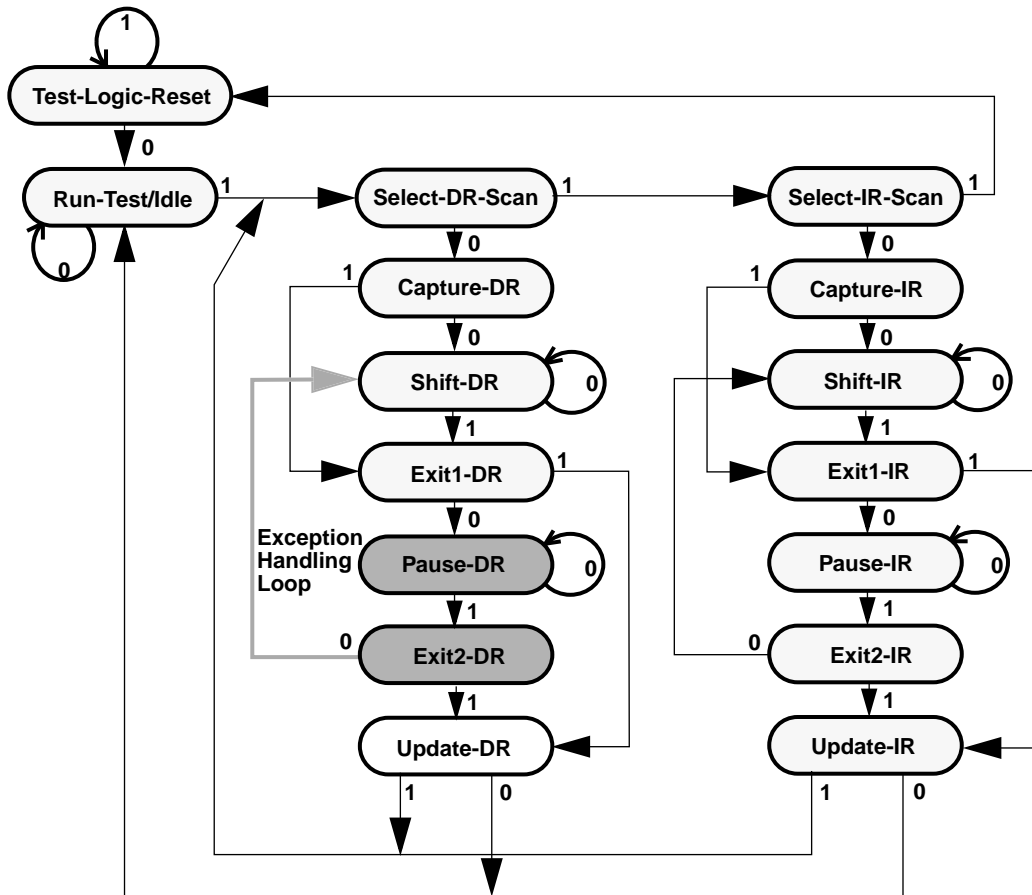 1
Test-Logic-Reset
0
Run-Test/Idle
1
0
Select-DR-Scan
1
0
1
Capture-DR
0
Shift-DR
0
1
Exit1-DR
1
0
Exception
Handling
Loop
Pause-DR
0
1
0
Exit2-DR
1
Update-DR
1
0
Select-IR-Scan
1
0
1
Capture-IR
0
Shift-IR
0
1
Exit1-IR
1
0
Pause-IR
0
1
0
Exit2-IR
1
Update-IR
1
0